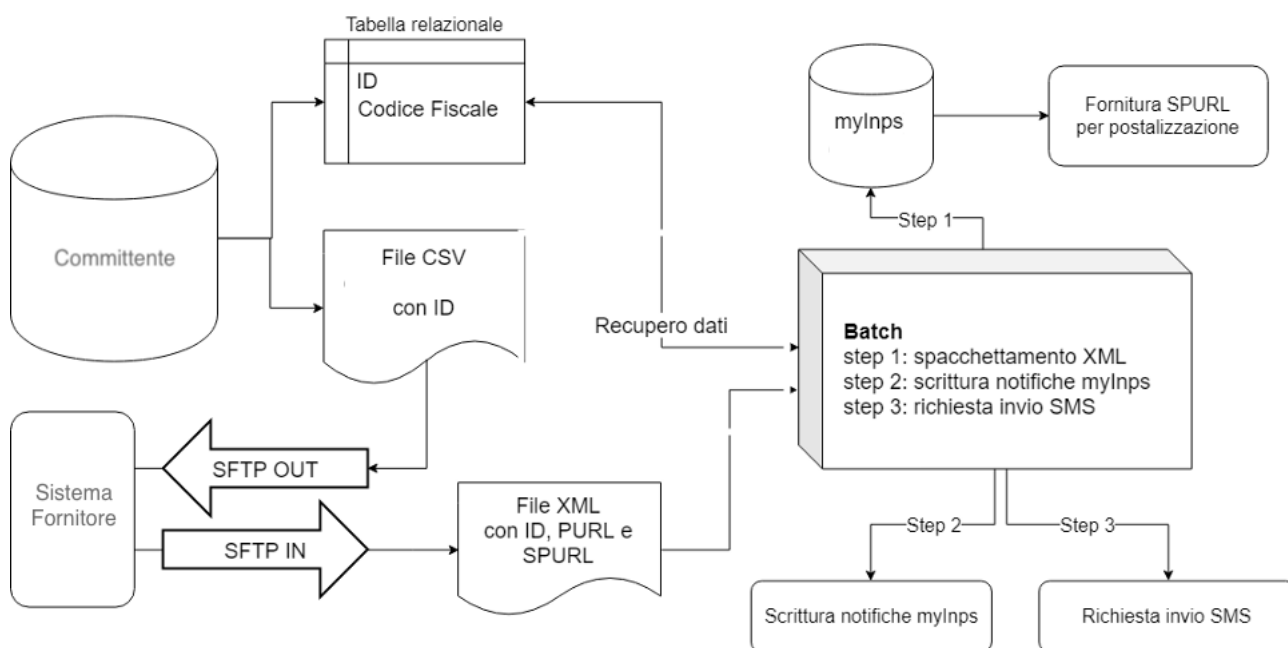 Tabella relazionale
ID
Codice Fiscale
myInps
Fornitura SPURL
per postalizzazione
Step 1
Committente
File CSV
con ID
Recupero dati
Batch
step 1: spacchettamento XML
step 2: scrittura notifiche myInps
step 3: richiesta invio SMS
SFTP OUT
Sistema
Fornitore
SFTP IN
File XML
con ID, PURL e
SPURL
Step 2
Step 3
Scrittura notifiche myInps
Richiesta invio SMS